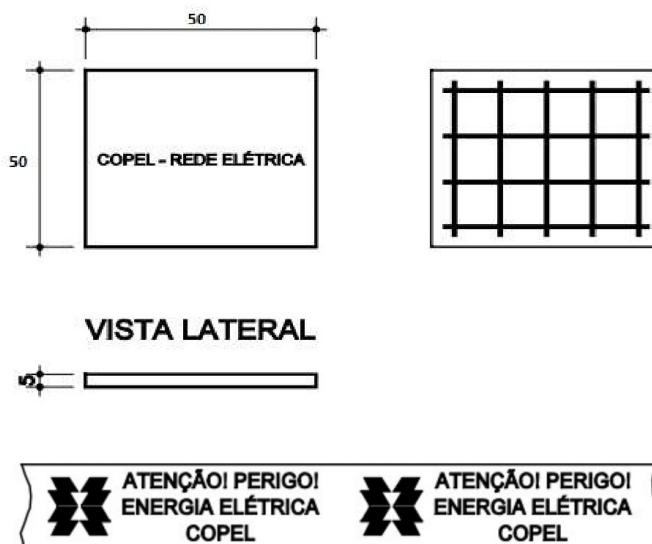 50
50
COPEL - REDE ELÉTRICA
VISTA LATERAL
5
ATENÇÃO! PERIGO!
ENERGIA ELÉTRICA
COPEL
ATENÇÃO! PERIGO!
ENERGIA ELÉTRICA
COPEL